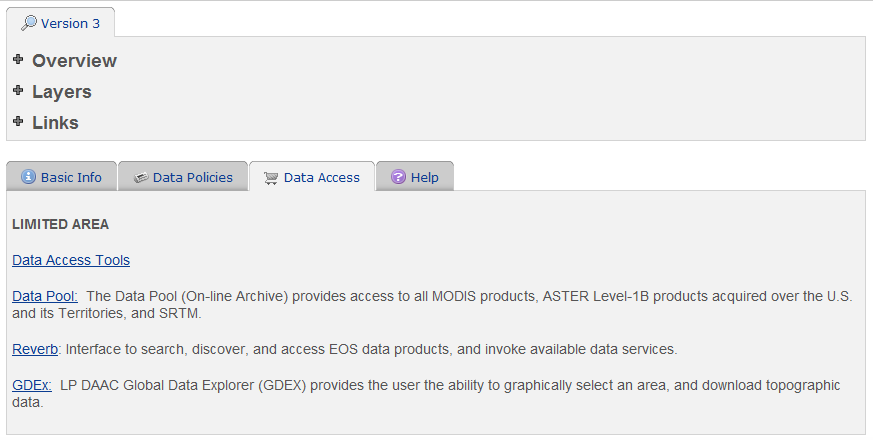 Version 3
Overview
Layers
Links
Basic Info
Data Policies
Data Access
Help
LIMITED AREA
Data Access Tools
Data Pool:  The Data Pool (On-line Archive) provides access to all MODIS products, ASTER Level-1B products acquired over the U.S.
and its Territories, and SRTM.
Reverb: Interface to search, discover, and access EOS data products, and invoke available data services.
GDEx:  LP DAAC Global Data Explorer (GDEX) provides the user the ability to graphically select an area, and download topographic
data.